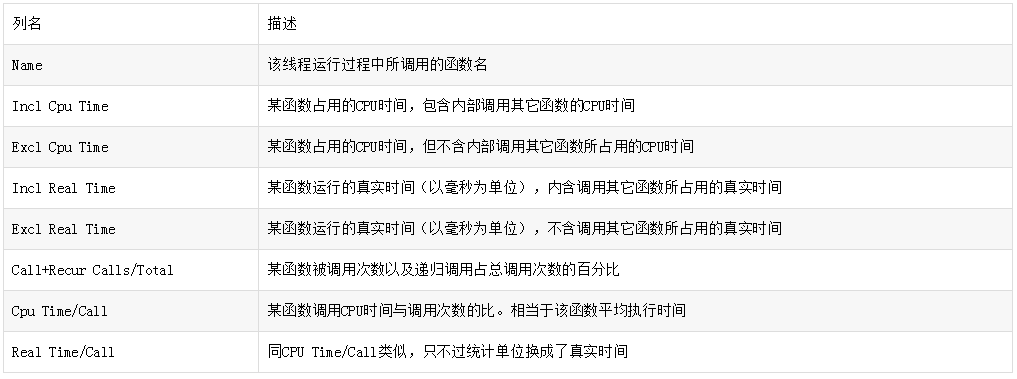 列名 描述
Name 该线程运行过程中所调用的函数名
Incl Cpu Time 某函数占用的CPU时间，包含内部调用其它函数的CPU时间
Excl Cpu Time 某函数占用的CPU时间，但不含内部调用其它函数所占用的CPU时间
Incl Real Time 某函数运行的真实时间（以毫秒为单位），内含调用其它函数所占用的真实时间
Excl Real Time 某函数运行的真实时间（以毫秒为单位），不含调用其它函数所占用的真实时间
Call+Recur Calls/Total 某函数被调用次数以及递归调用占总调用次数的百分比
Cpu Time/Call 某函数调用CPU时间与调用次数的比。相当于该函数平均执行时间
Real Time/Call 同CPU Time/Call类似，只不过统计单位换成了真实时间